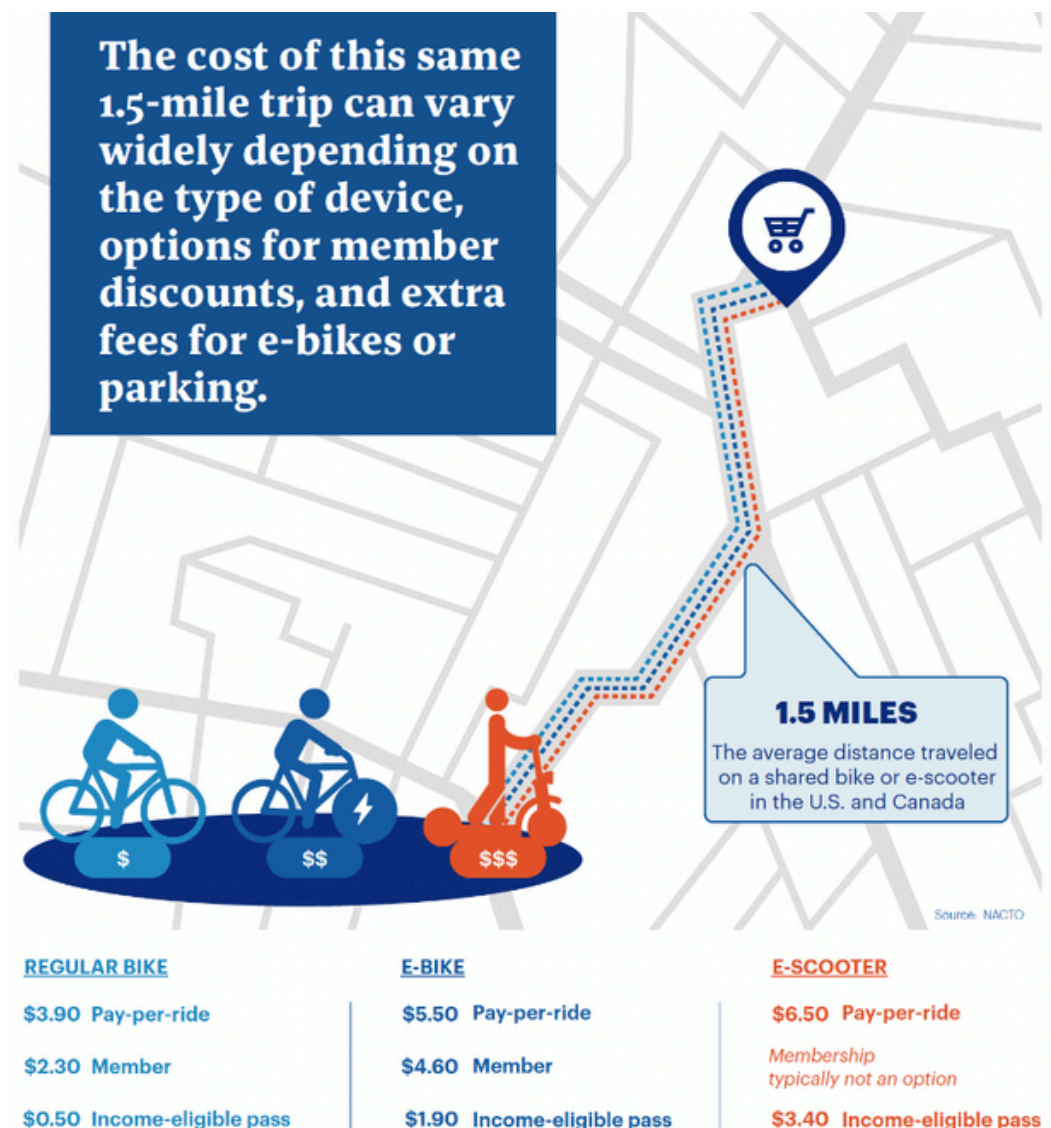 The cost of this same
1.5-mile trip can vary
widely depending on
the type of device,
options for member
discounts, and extra
fees for e-bikes or
parking.
1.5 MILES
The average distance traveled
on a shared bike or e-scooter
in the U.S. and Canada
$
$$
$$$
Source: NACTO
REGULAR BIKE
$3.90 Pay-per-ride
$2.30 Member
$0.50 Income-eligible pass
E-BIKE
$5.50 Pay-per-ride
$4.60 Member
$1.90 Income-eligible pass
E-SCOOTER
$6.50 Pay-per-ride
Membership
typically not an option
$3.40 Income-eligible pass